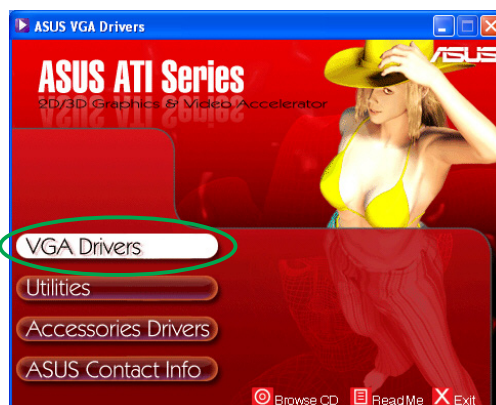 ASUS VGA Drivers
ASUS
ASUS ATI Series
2D/3D Graphics & Video Accelerator
VGA Drivers
Utilities
Accessories Drivers
ASUS Contact Info
Browse CD ReadMe Exit